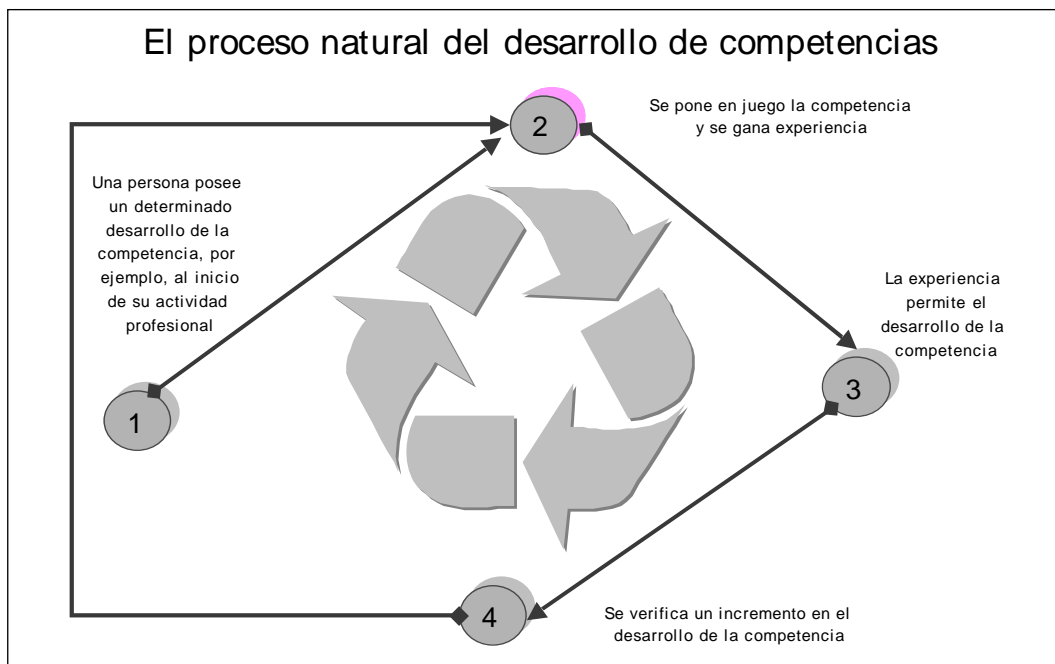 El proceso natural del desarrollo de competencias
2
Se pone en juego la competencia
y se gana experiencia
Una persona posee
un determinado
desarrollo de la
competencia, por
ejemplo, al inicio
de su actividad
profesional
La experiencia
permite el
desarrollo de la
competencia
3
1
4
Se verifica un incremento en el
desarrollo de la competencia